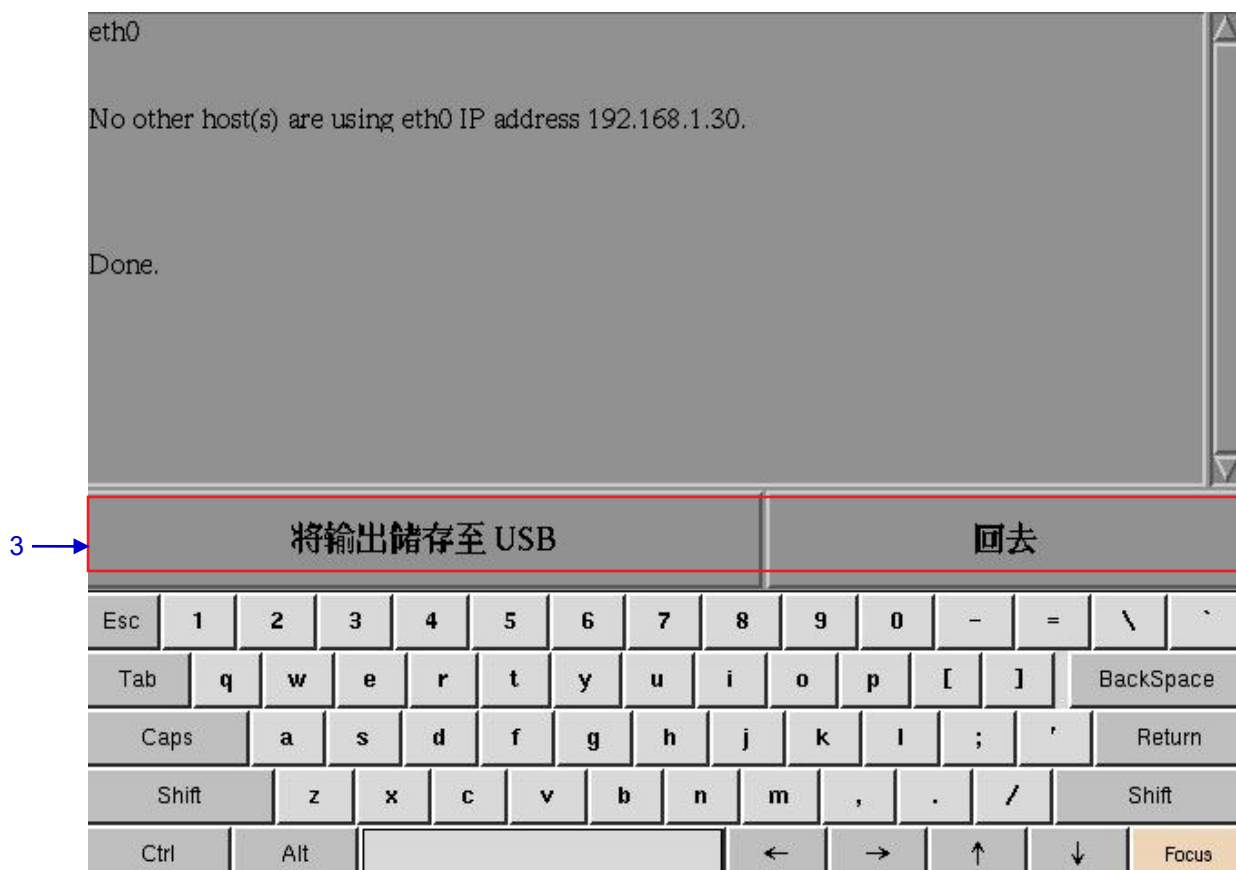 eth0
No other host(s) are using eth0 IP address 192.168.1.30.
Done.
3
将输出儲存至 USB
回去
Esc 1 2 3 4 5 6 7 8 9 0 - = \ `
Tab q w e r t y u i o p [ ] BackSpace
Caps a s d f g h j k l ; ' Return
Shift z x c v b n m , . / Shift
Ctrl Alt ← → ↑ ↓ Focus